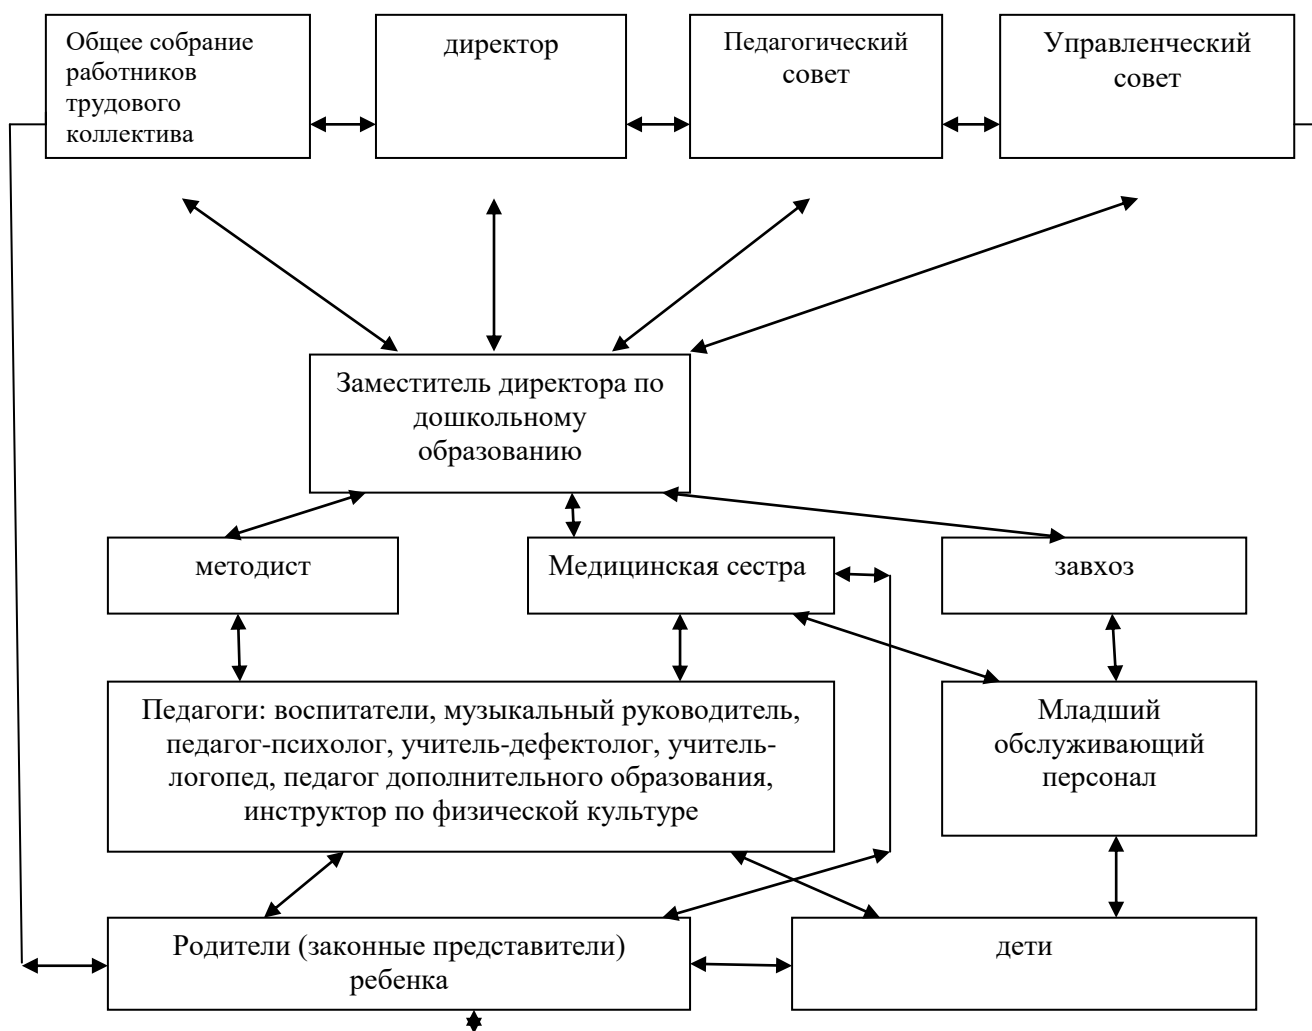 Общее собрание
работников
трудового
коллектива
директор
Педагогический
совет
Управленческий
совет
Заместитель директора по
дошкольному
образованию
методист
Медицинская сестра
завхоз
Педагоги: воспитатели, музыкальный руководитель,
педагог-психолог, учитель-дефектолог, учитель-
логопед, педагог дополнительного образования,
инструктор по физической культуре
Младший
обслуживающий
персонал
Родители (законные представители)
ребенка
дети